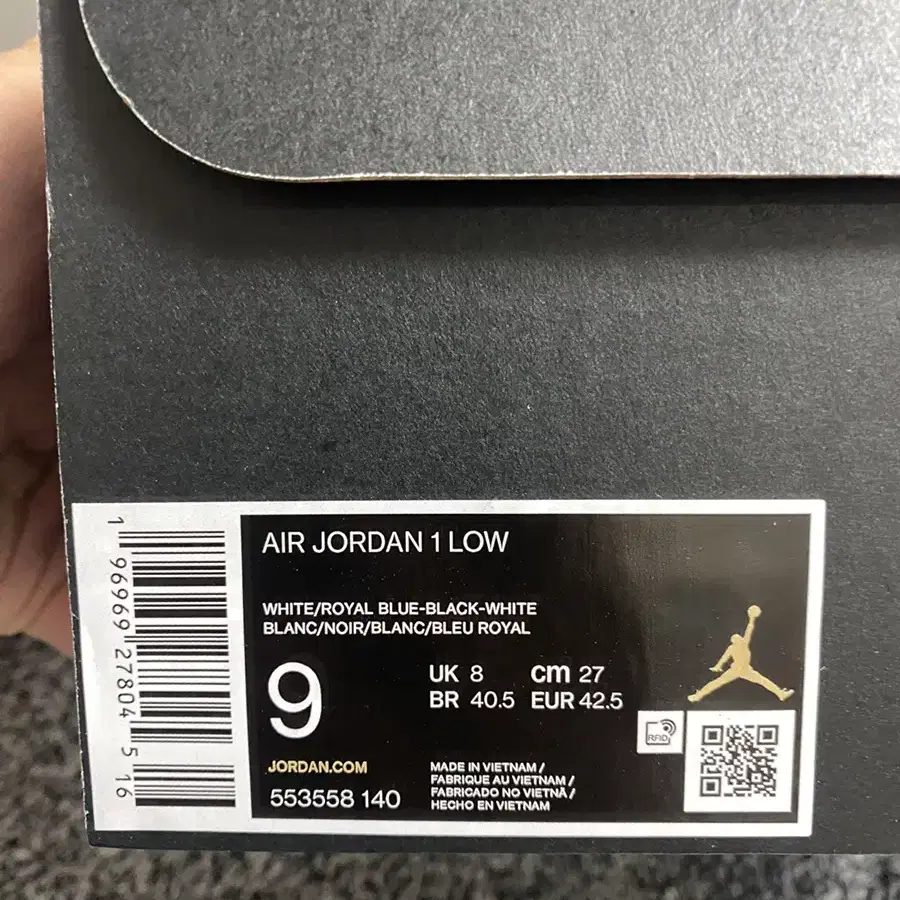 AIR JORDAN 1 LOW
WHITE/ROYAL BLUE-BLACK-WHITE
BLANC/NOIR/BLANC/BLEU ROYAL
9
UK 8 cm 27
BR 40.5 EUR 42.5
JORDAN.COM
553558 140
MADE IN VIETNAM /
FABRIQUE AU VIETNAM /
FABRICADO NO VIETNÃ /
HECHO EN VIETNAM
RFID
1 96969 27804 5 16